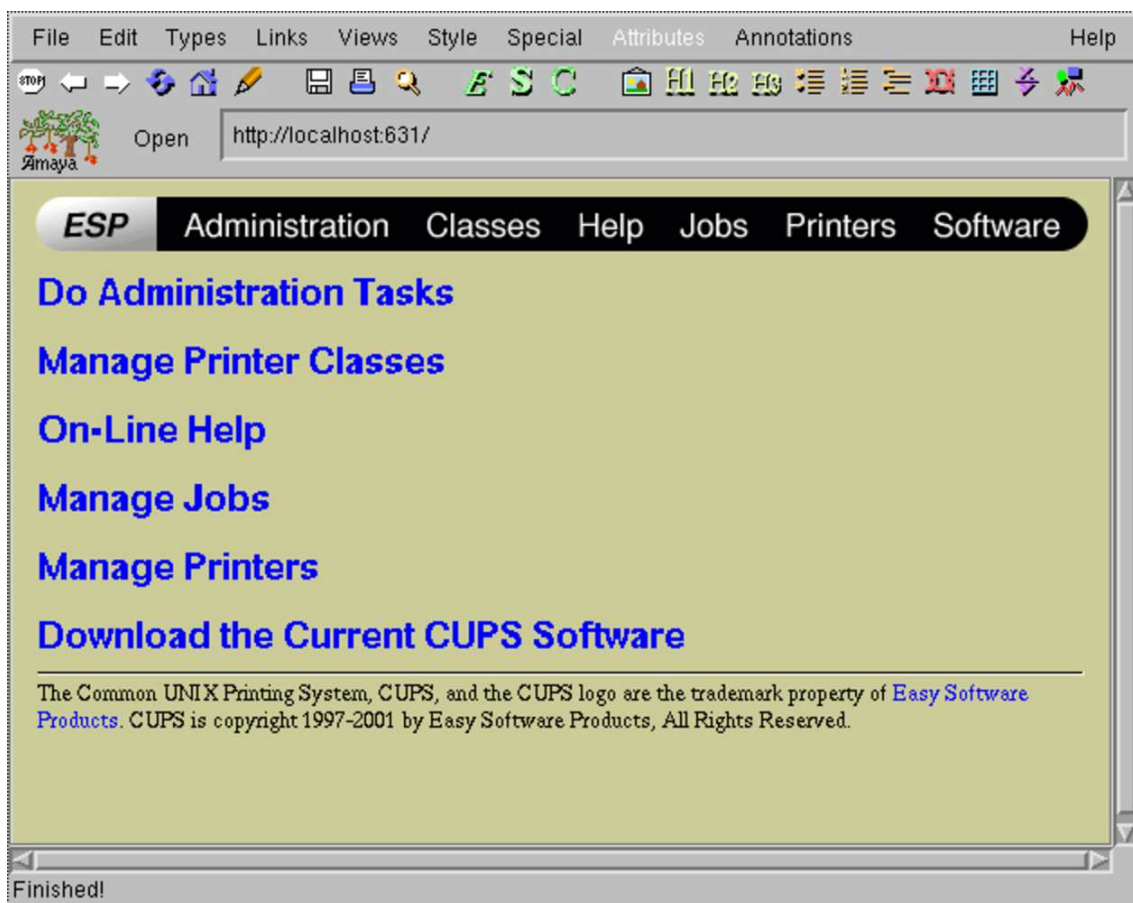 File Edit Types Links Views Style Special Attributes Annotations Help
STOP! E S C H1 H2 H3
Amaya Open http://localhost:631/
ESP Administration Classes Help Jobs Printers Software
Do Administration Tasks
Manage Printer Classes
On-Line Help
Manage Jobs
Manage Printers
Download the Current CUPS Software
The Common UNIX Printing System, CUPS, and the CUPS logo are the trademark property of Easy Software
Products. CUPS is copyright 1997-2001 by Easy Software Products, All Rights Reserved.
Finished!